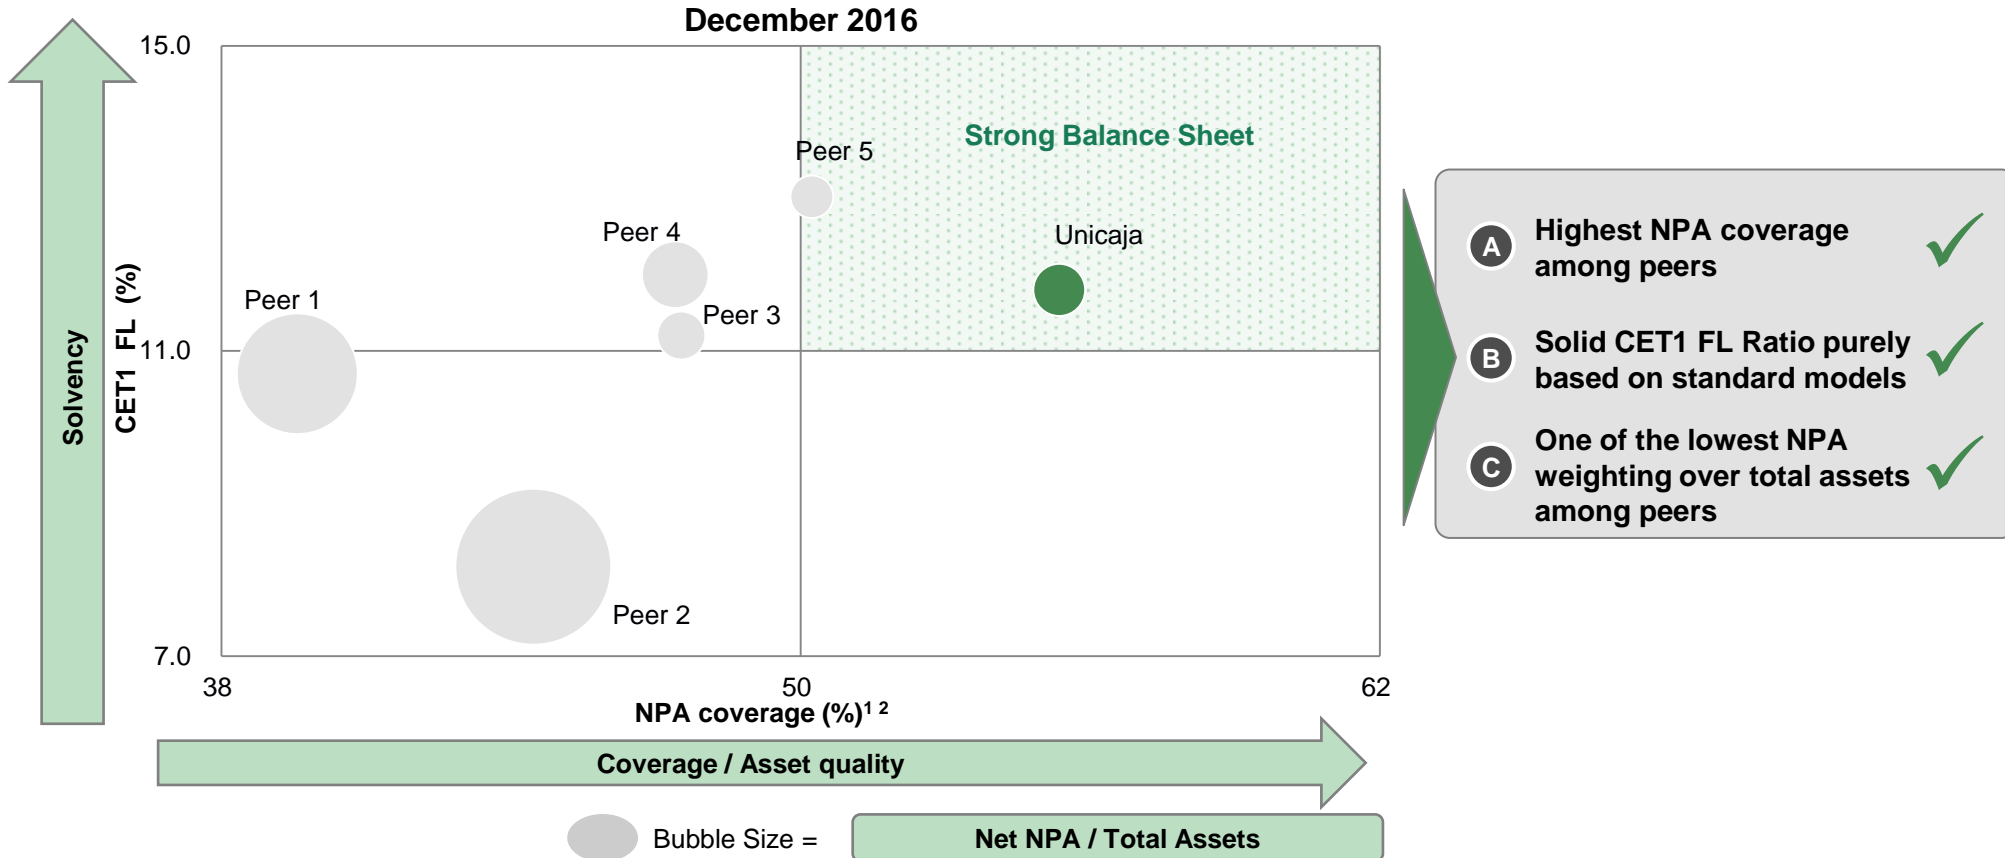 December 2016
15.0
Strong Balance Sheet
Peer 5
Peer 4
Unicaja
Peer 1
Peer 3
11.0
Solvency
CET1 FL (%)
Peer 2
7.0
38
50
62
NPA coverage (%)1 2
Coverage / Asset quality
Bubble Size =
Net NPA / Total Assets
A
Highest NPA coverage
among peers
B
Solid CET1 FL Ratio purely
based on standard models
C
One of the lowest NPA
weighting over total assets
among peers